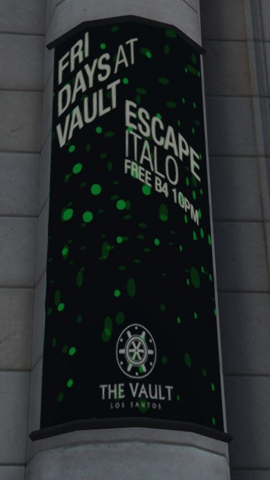 FRI
DAYS AT
VAULT
ESCAPE
ITALO
FREE B4 10PM
THE VAULT
LOS SANTOS